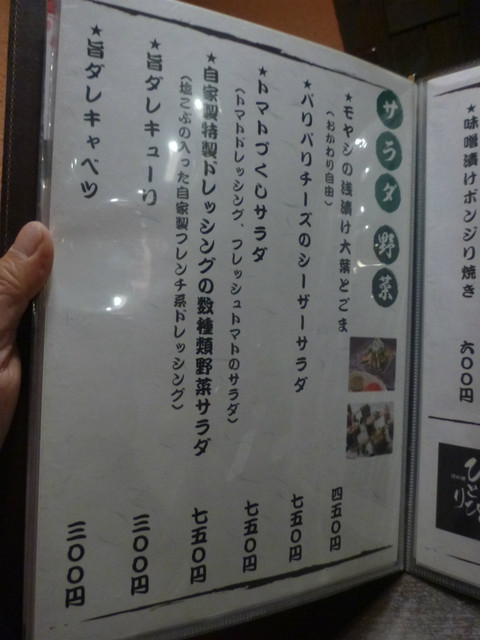 ★味噌漬けボンジリ焼き 六〇〇円
サラダ 野菜
★モヤシの浅漬け大葉とごま 四五〇円
（おかわり自由）
★パリパリチーズのシーザーサラダ 七五〇円
★トマトづくしサラダ 七五〇円
（トマトドレッシング、フレッシュトマトのサラダ）
★自家製特製ドレッシングの数種類野菜サラダ 七五〇円
（塩こぶの入った自家製フレンチ系ドレッシング）
★旨ダレキューり 三〇〇円
★旨ダレキャベツ 三〇〇円